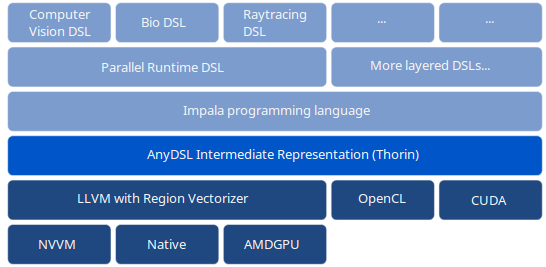 Computer
Vision DSL
Bio DSL
Raytracing
DSL
...
...
Parallel Runtime DSL
More layered DSLs...
Impala programming language
AnyDSL Intermediate Representation (Thorin)
LLVM with Region Vectorizer
OpenCL
CUDA
NVVM
Native
AMDGPU